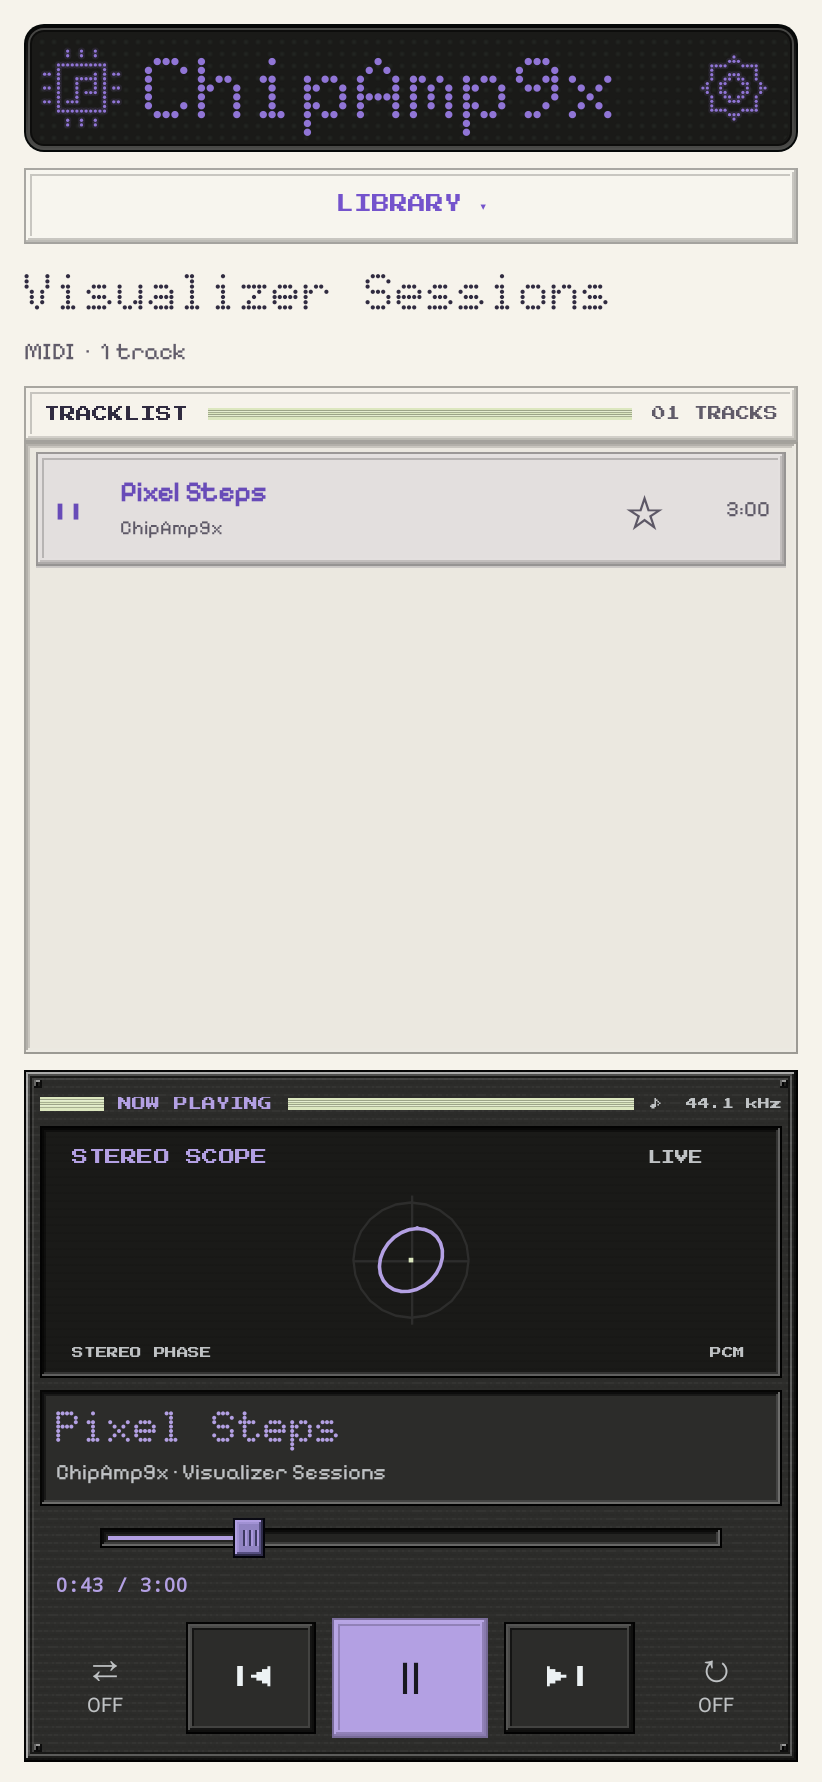 ChipAmp9x
LIBRARY ▾
Visualizer Sessions
MIDI · 1 track
TRACKLIST 01 TRACKS
Pixel Steps
ChipAmp9x
3:00
NOW PLAYING ♪ 44.1 kHz
STEREO SCOPE LIVE
STEREO PHASE PCM
Pixel Steps
ChipAmp9x · Visualizer Sessions
0:43 / 3:00
OFF OFF